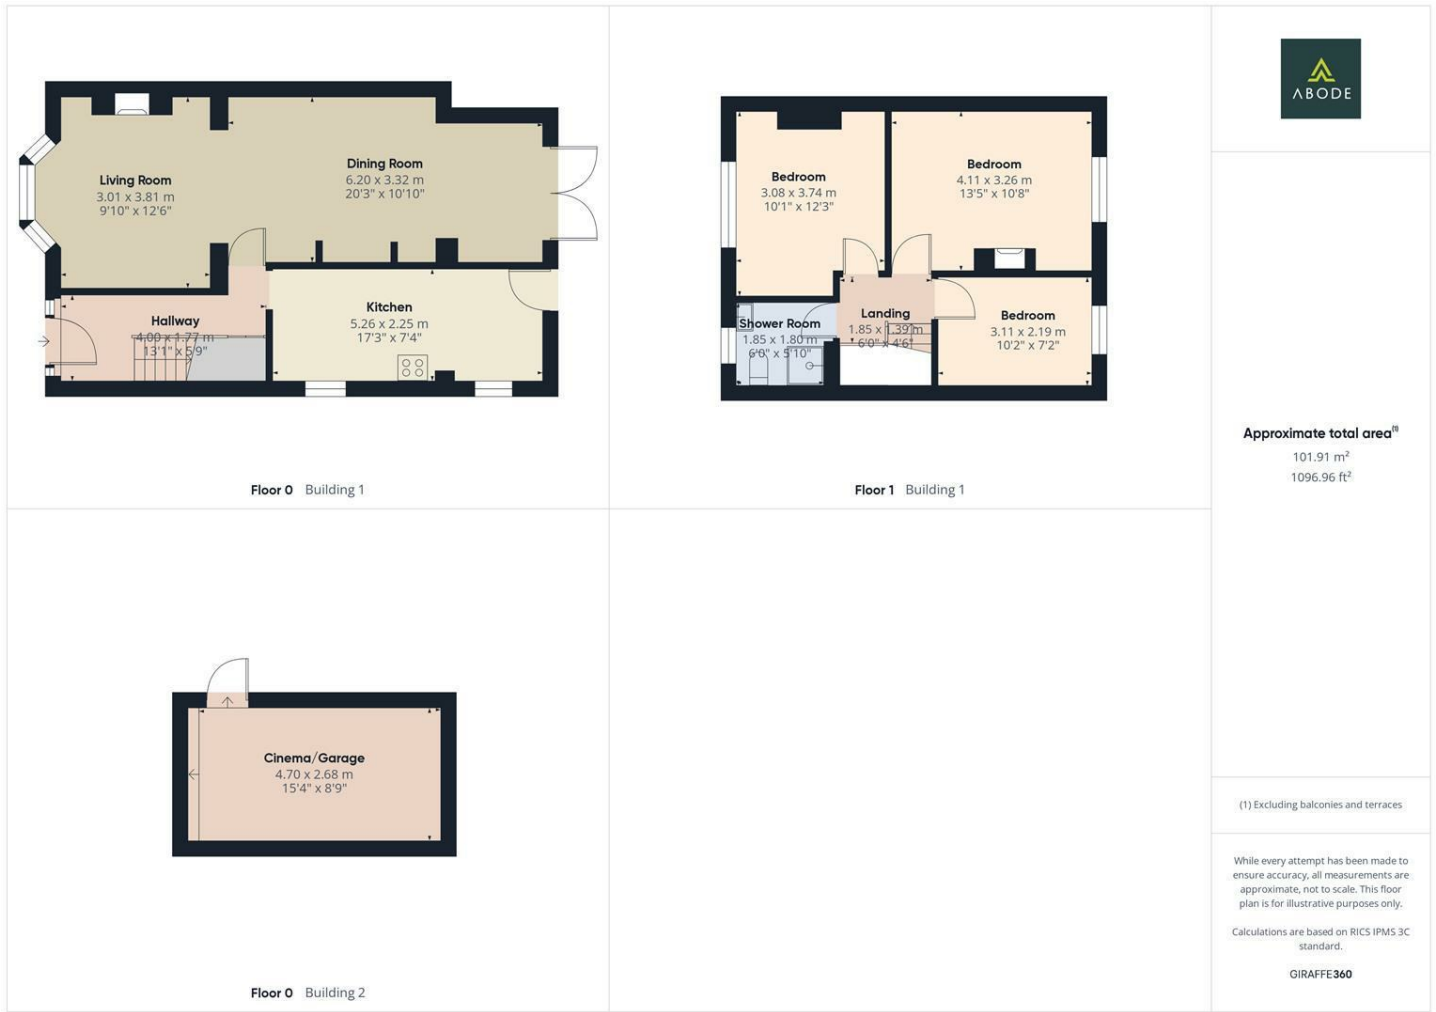 Living Room
3.01 x 3.81 m
9'10" x 12'6"
Dining Room
6.20 x 3.32 m
20'3" x 10'10"
Hallway
4.00 x 1.77 m
13'1" x 5'9"
Kitchen
5.26 x 2.25 m
17'3" x 7'4"
Floor 0 Building 1
Bedroom
3.08 x 3.74 m
10'1" x 12'3"
Bedroom
4.11 x 3.26 m
13'5" x 10'8"
Shower Room
1.85 x 1.80 m
6'0" x 5'10"
Landing
1.85 x 1.39 m
6'0" x 4'6"
Bedroom
3.11 x 2.19 m
10'2" x 7'2"
Floor 1 Building 1
Cinema/Garage
4.70 x 2.68 m
15'4" x 8'9"
Floor 0 Building 2
ABODE
Approximate total area(1)
101.91 m²
1096.96 ft²
(1) Excluding balconies and terraces
While every attempt has been made to
ensure accuracy, all measurements are
approximate, not to scale. This floor
plan is for illustrative purposes only.
Calculations are based on RICS IPMS 3C
standard.
GIRAFFE360